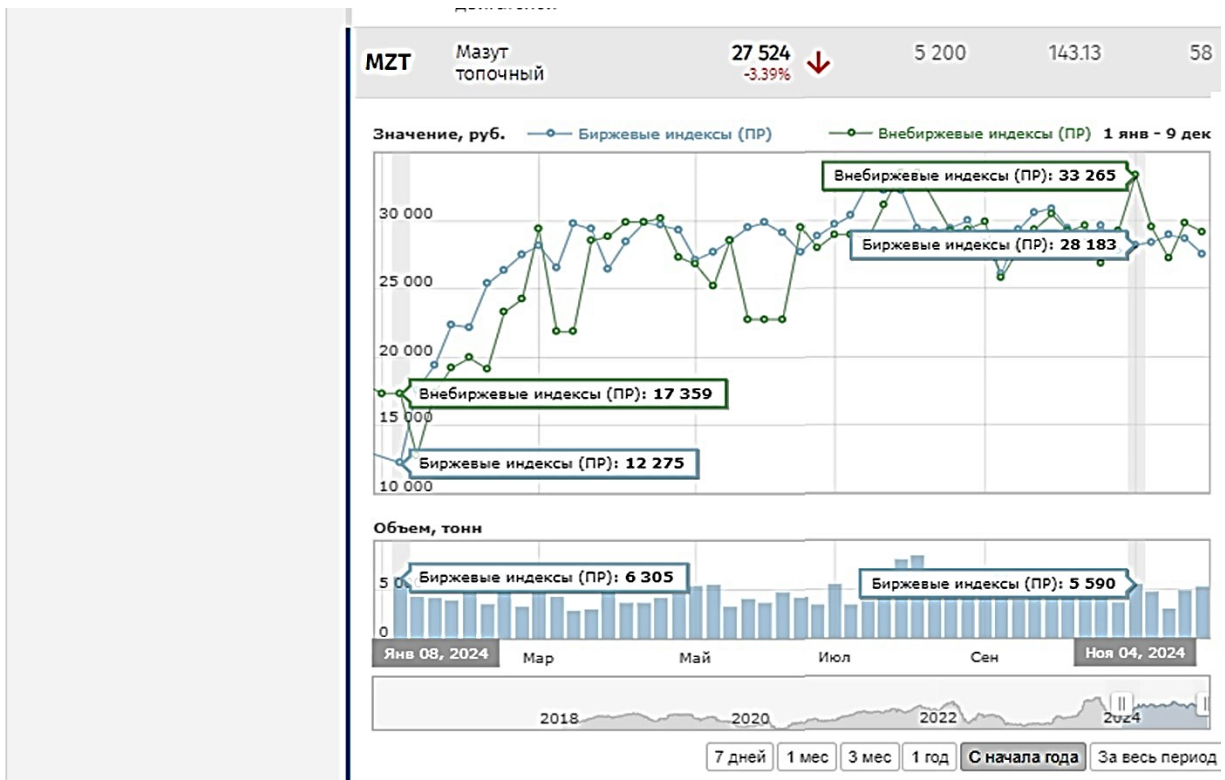 MZT Мазут 27 524 5 200 143.13 58
топочный -3.39%
Значение, руб. Биржевые индексы (ПР) Внебиржевые индексы (ПР) 1 янв - 9 дек
Внебиржевые индексы (ПР): 33 265
30 000
Биржевые индексы (ПР): 28 183
25 000
20 000
Внебиржевые индексы (ПР): 17 359
15 000
Биржевые индексы (ПР): 12 275
10 000
Объем, тонн
Биржевые индексы (ПР): 6 305 Биржевые индексы (ПР): 5 590
0
Янв 08, 2024 Мар Май Июл Сен Ноя 04, 2024
2018 2020 2022 2024
7 дней 1 мес 3 мес 1 год С начала года За весь период